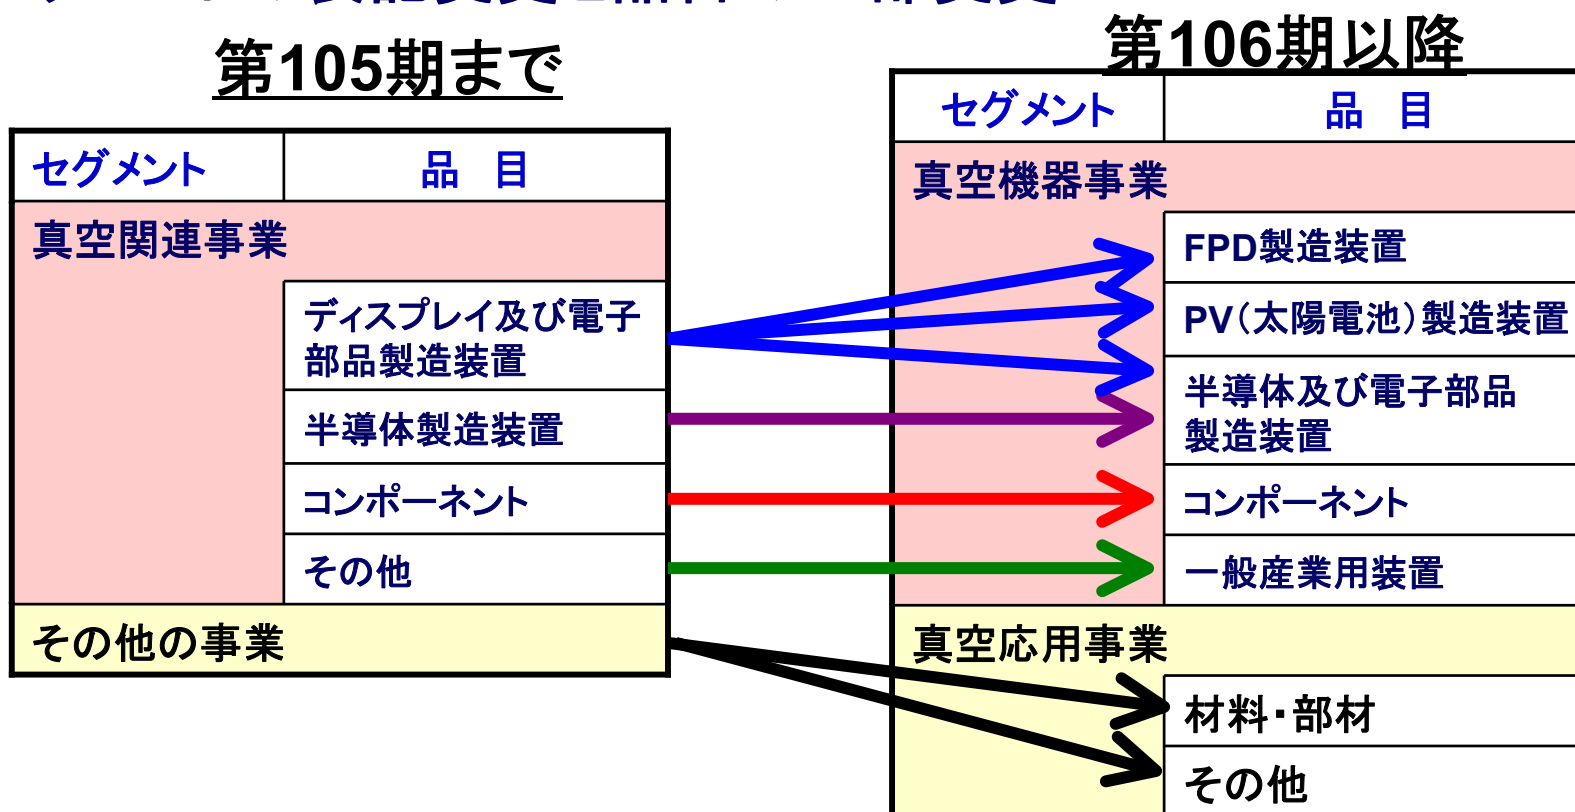 第105期まで
セグメント 品 目
真空関連事業
ディスプレイ及び電子
部品製造装置
半導体製造装置
コンポーネント
その他
その他の事業
第106期以降
セグメント 品 目
真空機器事業
FPD製造装置
PV(太陽電池)製造装置
半導体及び電子部品
製造装置
コンポーネント
一般産業用装置
真空応用事業
材料・部材
その他